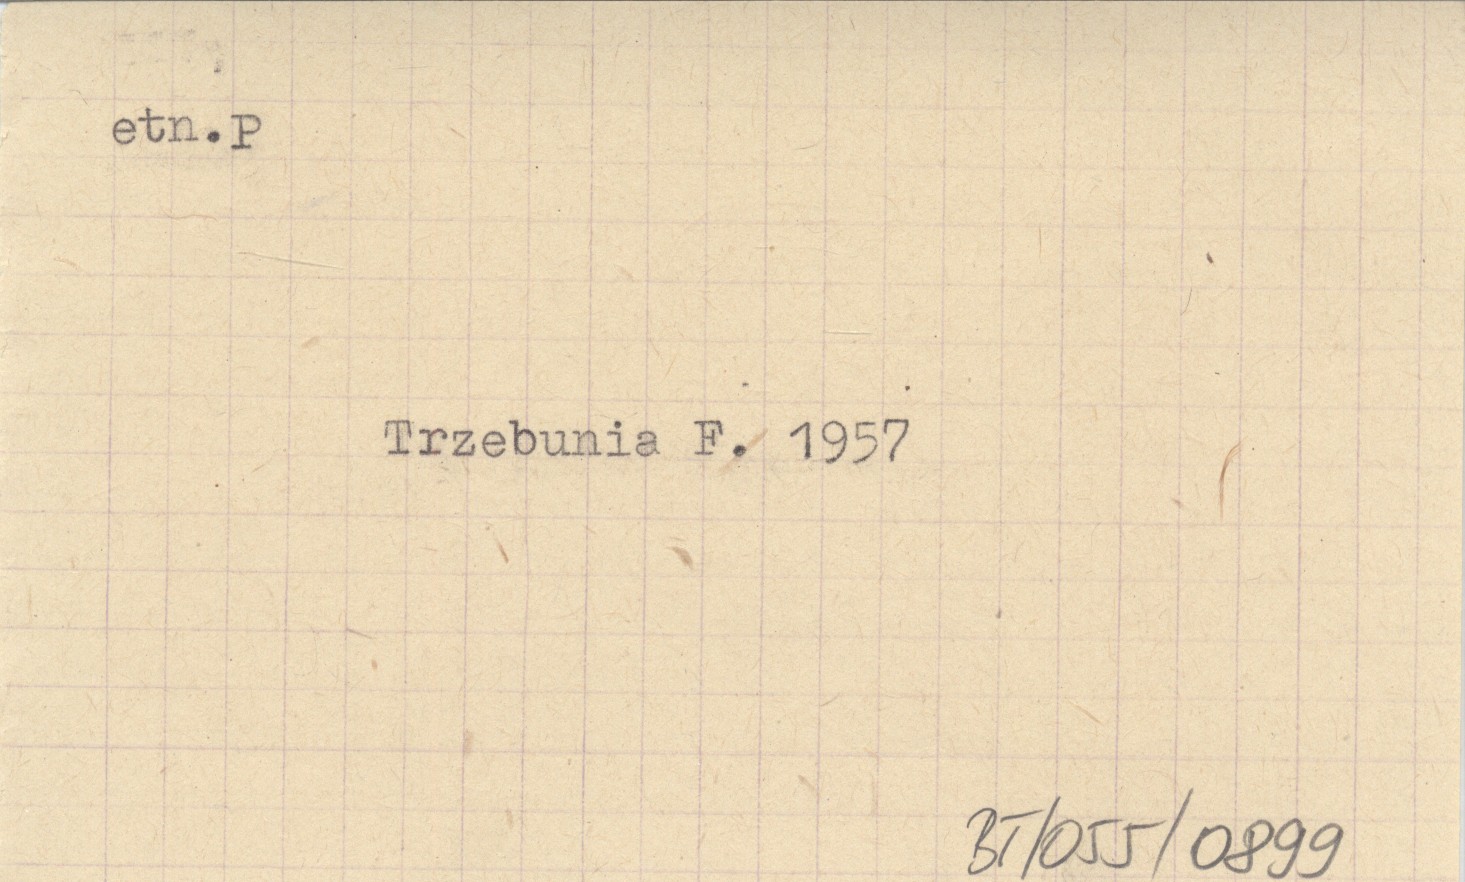 etn.P
Trzebunia F. 1957
BT/055/0899